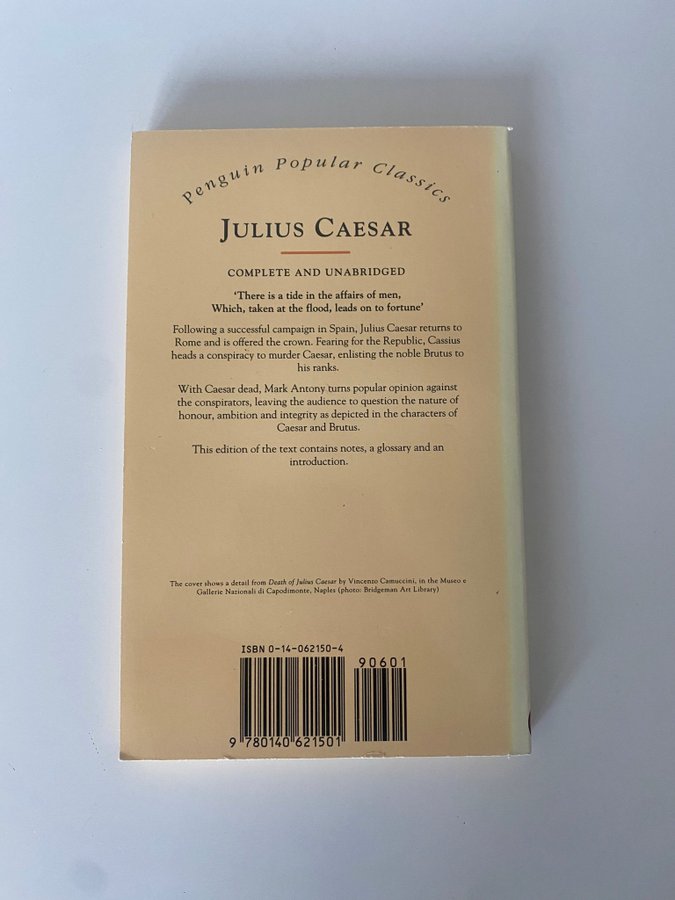 Penguin Popular Classics
JULIUS CAESAR
COMPLETE AND UNABRIDGED
‘There is a tide in the affairs of men,
Which, taken at the flood, leads on to fortune’
Following a successful campaign in Spain, Julius Caesar returns to
Rome and is offered the crown. Fearing for the Republic, Cassius
heads a conspiracy to murder Caesar, enlisting the noble Brutus to
his ranks.
With Caesar dead, Mark Antony turns popular opinion against
the conspirators, leaving the audience to question the nature of
honour, ambition and integrity as depicted in the characters of
Caesar and Brutus.
This edition of the text contains notes, a glossary and an
introduction.
The cover shows a detail from Death of Julius Caesar by Vincenzo Camuccini, in the Museo e
Gallerie Nazionali di Capodimonte, Naples (photo: Bridgeman Art Library)
ISBN 0-14-062150-4
90601
9 780140 621501